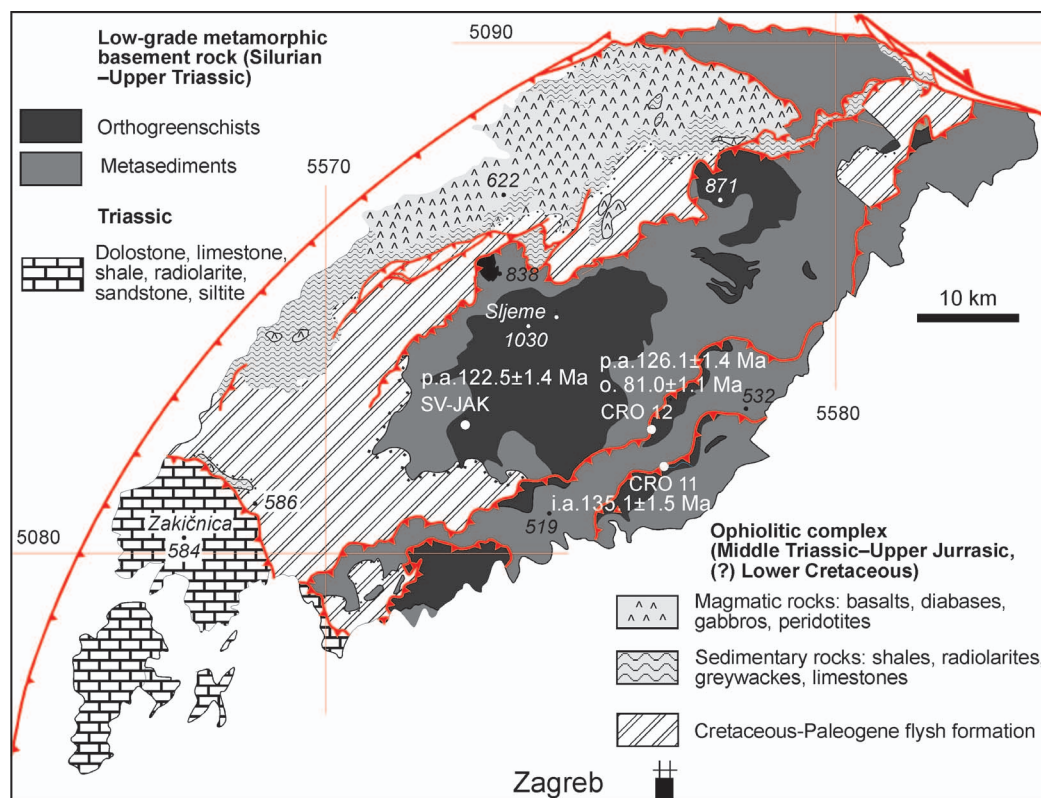 Low-grade metamorphic
basement rock (Silurian
–Upper Triassic)
Orthogreenschists
Metasediments
Triassic
Dolostone, limestone,
shale, radiolarite,
sandstone, siltite
5090
5570
622
871
838
Sljeme
1030
10 km
p.a.122.5±1.4 Ma
SV-JAK
p.a.126.1±1.4 Ma
o. 81.0±1.1 Ma
CRO 12
532
5580
CRO 11
i.a.135.1±1.5 Ma
519
586
Zakičnica
584
5080
Ophiolitic complex
(Middle Triassic–Upper Jurrasic,
(?) Lower Cretaceous)
Magmatic rocks: basalts, diabases,
gabbros, peridotites
Sedimentary rocks: shales, radiolarites,
greywackes, limestones
Cretaceous-Paleogene flysh formation
Zagreb